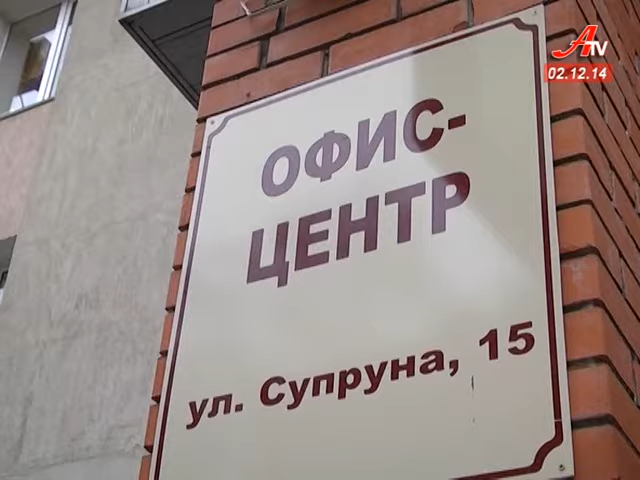 ATV
02.12.14
ОФИС-
ЦЕНТР
ул. Супруна, 15